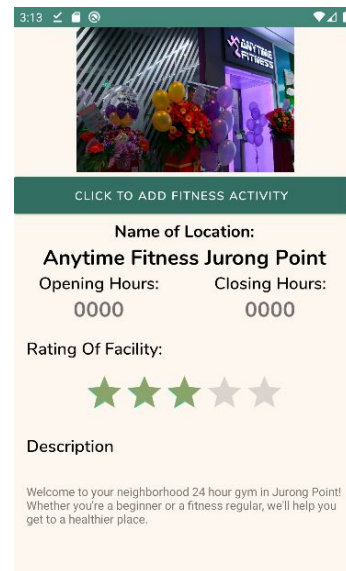 3:13
ANYTIME
FITNESS
CLICK TO ADD FITNESS ACTIVITY
Name of Location:
Anytime Fitness Jurong Point
Opening Hours: Closing Hours:
0000 0000
Rating Of Facility:
Description
Welcome to your neighborhood 24 hour gym in Jurong Point!
Whether you're a beginner or a fitness regular, we'll help you
get to a healthier place.